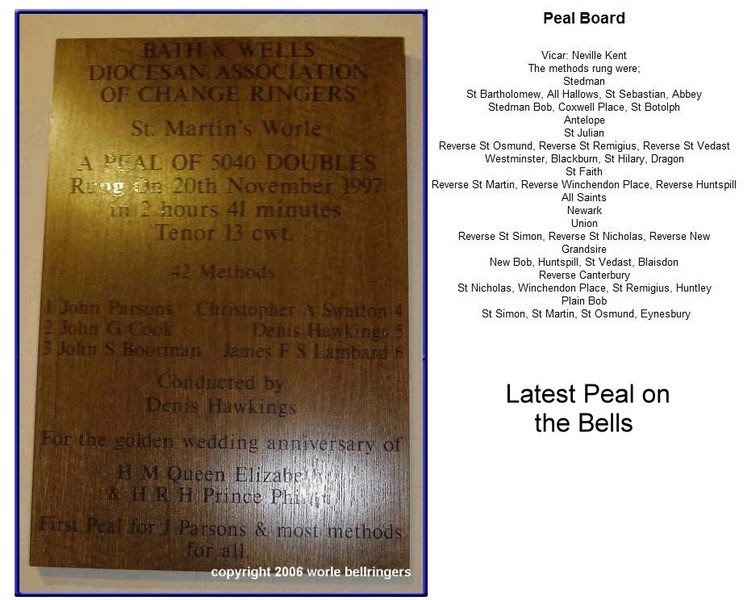 BATH & WELLS
DIOCESAN ASSOCIATION
OF CHANGE RINGERS
St. Martin's Worle
A PEAL OF 5040 DOUBLES
Rung On 20th November 1997
in 2 hours 41 minutes
Tenor 13 cwt.
42 Methods
1 John Parsons Christopher A Swatton 4
2 John G Cook Denis Hawkings 5
3 John S Boorman James F S Lambard 6
Conducted by
Denis Hawkings
For the golden wedding anniversary of
H M Queen Elizabeth
& H R H Prince Philip
First Peal for J Parsons & most methods
for all.
copyright 2006 worle bellringers
Peal Board
Vicar: Neville Kent
The methods rung were;
Stedman
St Bartholomew, All Hallows, St Sebastian, Abbey
Stedman Bob, Coxwell Place, St Botolph
Antelope
St Julian
Reverse St Osmund, Reverse St Remigius, Reverse St Vedast
Westminster, Blackburn, St Hilary, Dragon
St Faith
Reverse St Martin, Reverse Winchendon Place, Reverse Huntspill
All Saints
Newark
Union
Reverse St Simon, Reverse St Nicholas, Reverse New
Grandsire
New Bob, Huntspill, St Vedast, Blaisdon
Reverse Canterbury
St Nicholas, Winchendon Place, St Remigius, Huntley
Plain Bob
St Simon, St Martin, St Osmund, Eynesbury
Latest Peal on
the Bells